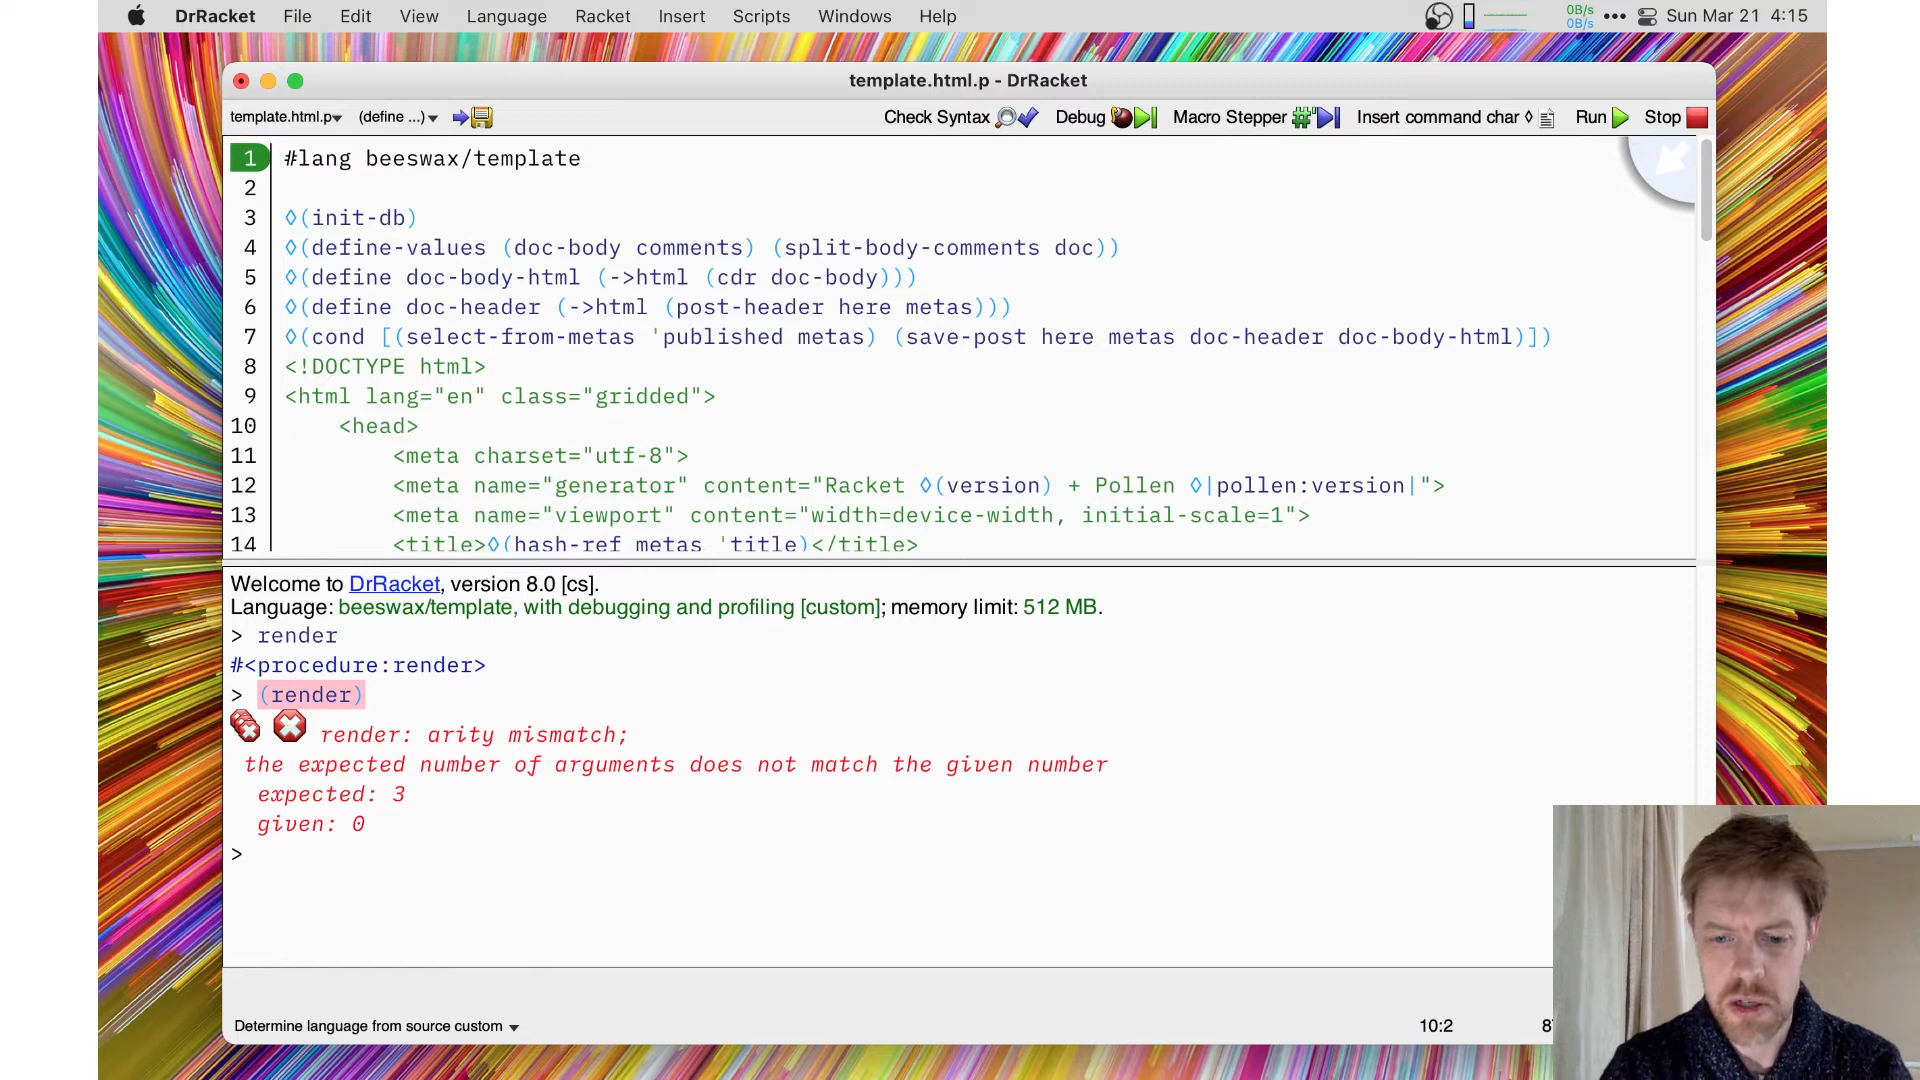 DrRacket File Edit View Language Racket Insert Scripts Windows Help 0B/s 0B/s ••• Sun Mar 21 4:15
template.html.p - DrRacket
template.html.p▾ (define ...)▾ Check Syntax Debug Macro Stepper #' Insert command char ◊ Run Stop
1 #lang beeswax/template
2
3 ◊(init-db)
4 ◊(define-values (doc-body comments) (split-body-comments doc))
5 ◊(define doc-body-html (->html (cdr doc-body)))
6 ◊(define doc-header (->html (post-header here metas)))
7 ◊(cond [(select-from-metas 'published metas) (save-post here metas doc-header doc-body-html)])
8 <!DOCTYPE html>
9 <html lang="en" class="gridded">
10 <head>
11 <meta charset="utf-8">
12 <meta name="generator" content="Racket ◊(version) + Pollen ◊|pollen:version|">
13 <meta name="viewport" content="width=device-width, initial-scale=1">
14 <title>◊(hash-ref metas 'title)</title>
Welcome to DrRacket, version 8.0 [cs].
Language: beeswax/template, with debugging and profiling [custom]; memory limit: 512 MB.
> render
#<procedure:render>
> (render)
render: arity mismatch;
the expected number of arguments does not match the given number
expected: 3
given: 0
>
Determine language from source custom ▾ 10:2